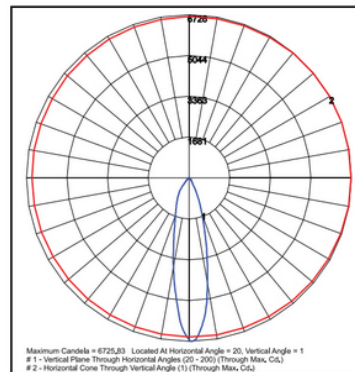 6726
5044
3363
2
1681
1
Maximum Candela = 6725.83 Located At Horizontal Angle = 20, Vertical Angle = 1
# 1 - Vertical Plane Through Horizontal Angles (20 - 200) (Through Max. Cd.)
# 2 - Horizontal Cone Through Vertical Angle (1) (Through Max. Cd.)